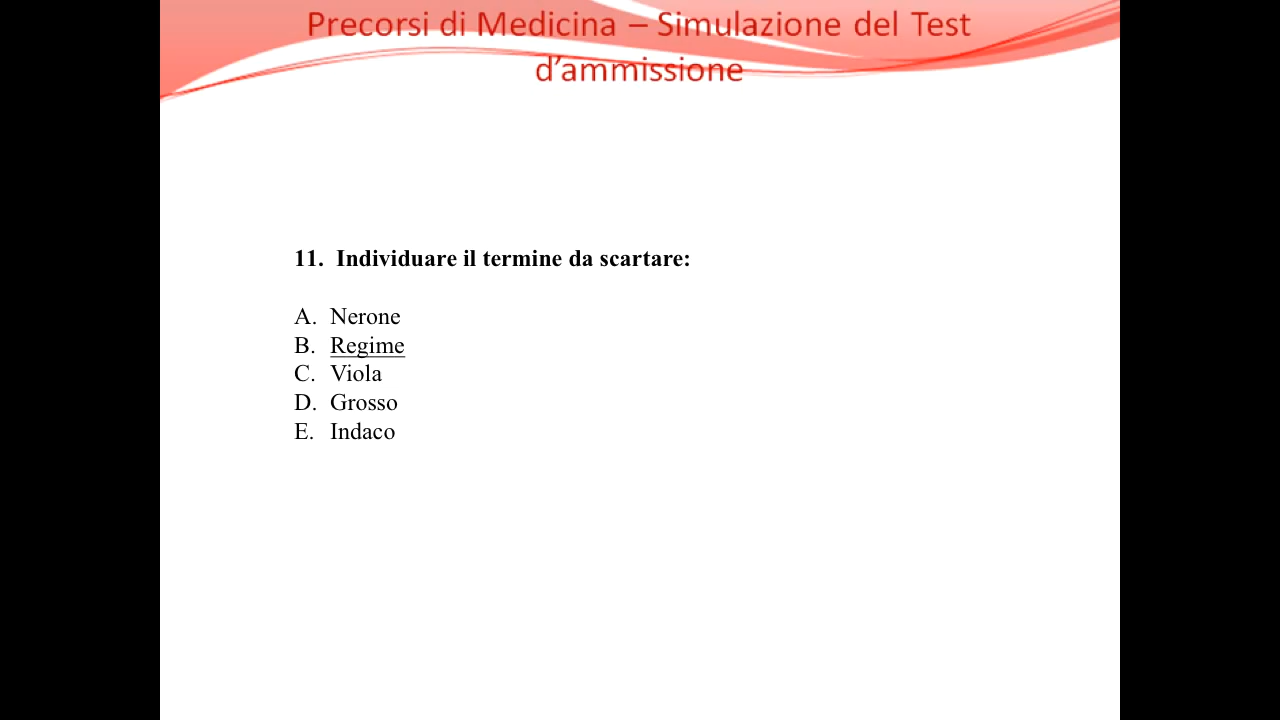 Precorsi di Medicina – Simulazione del Test
d’ammissione
11. Individuare il termine da scartare:
A. Nerone
B. Regime
C. Viola
D. Grosso
E. Indaco